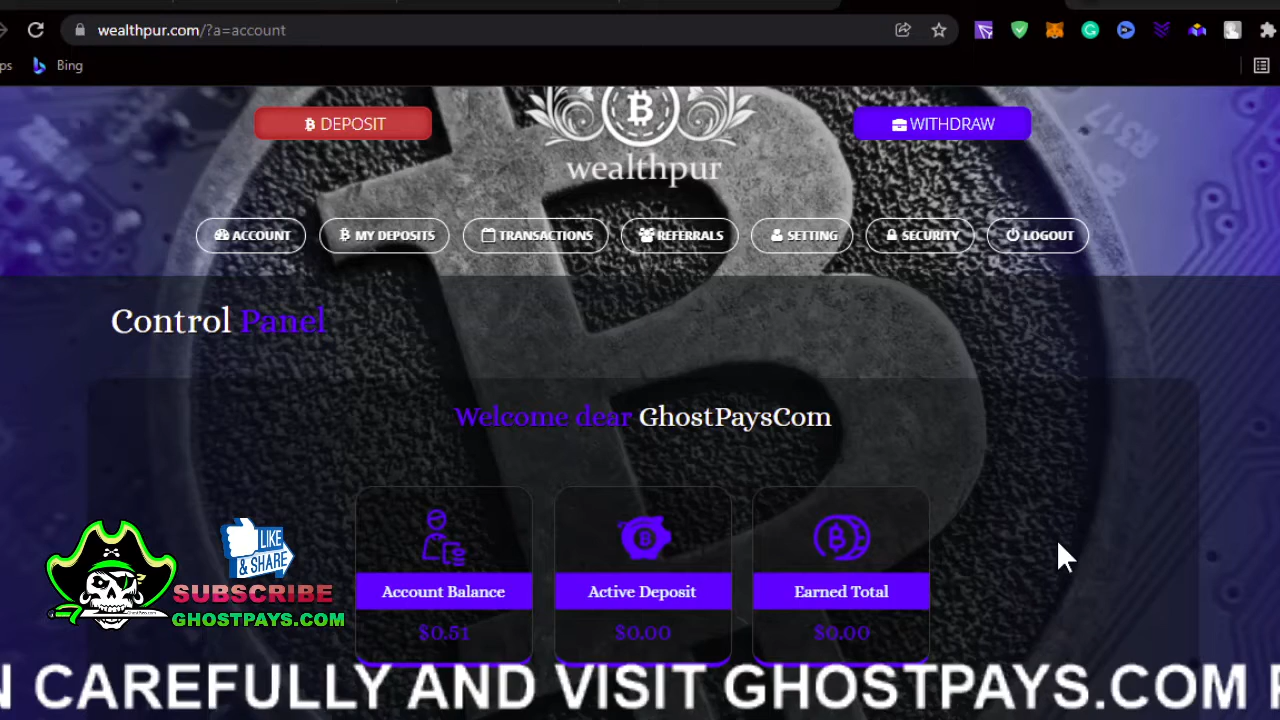 wealthpur.com/?a=account
ps Bing
DEPOSIT
WITHDRAW
wealthpur
ACCOUNT MY DEPOSITS TRANSACTIONS REFERRALS SETTING SECURITY LOGOUT
Control Panel
Welcome dear GhostPaysCom
LIKE
& SHARE
SUBSCRIBE
GHOSTPAYS.COM
Account Balance Active Deposit Earned Total
$0.51 $0.00 $0.00
N CAREFULLY AND VISIT GHOSTPAYS.COM